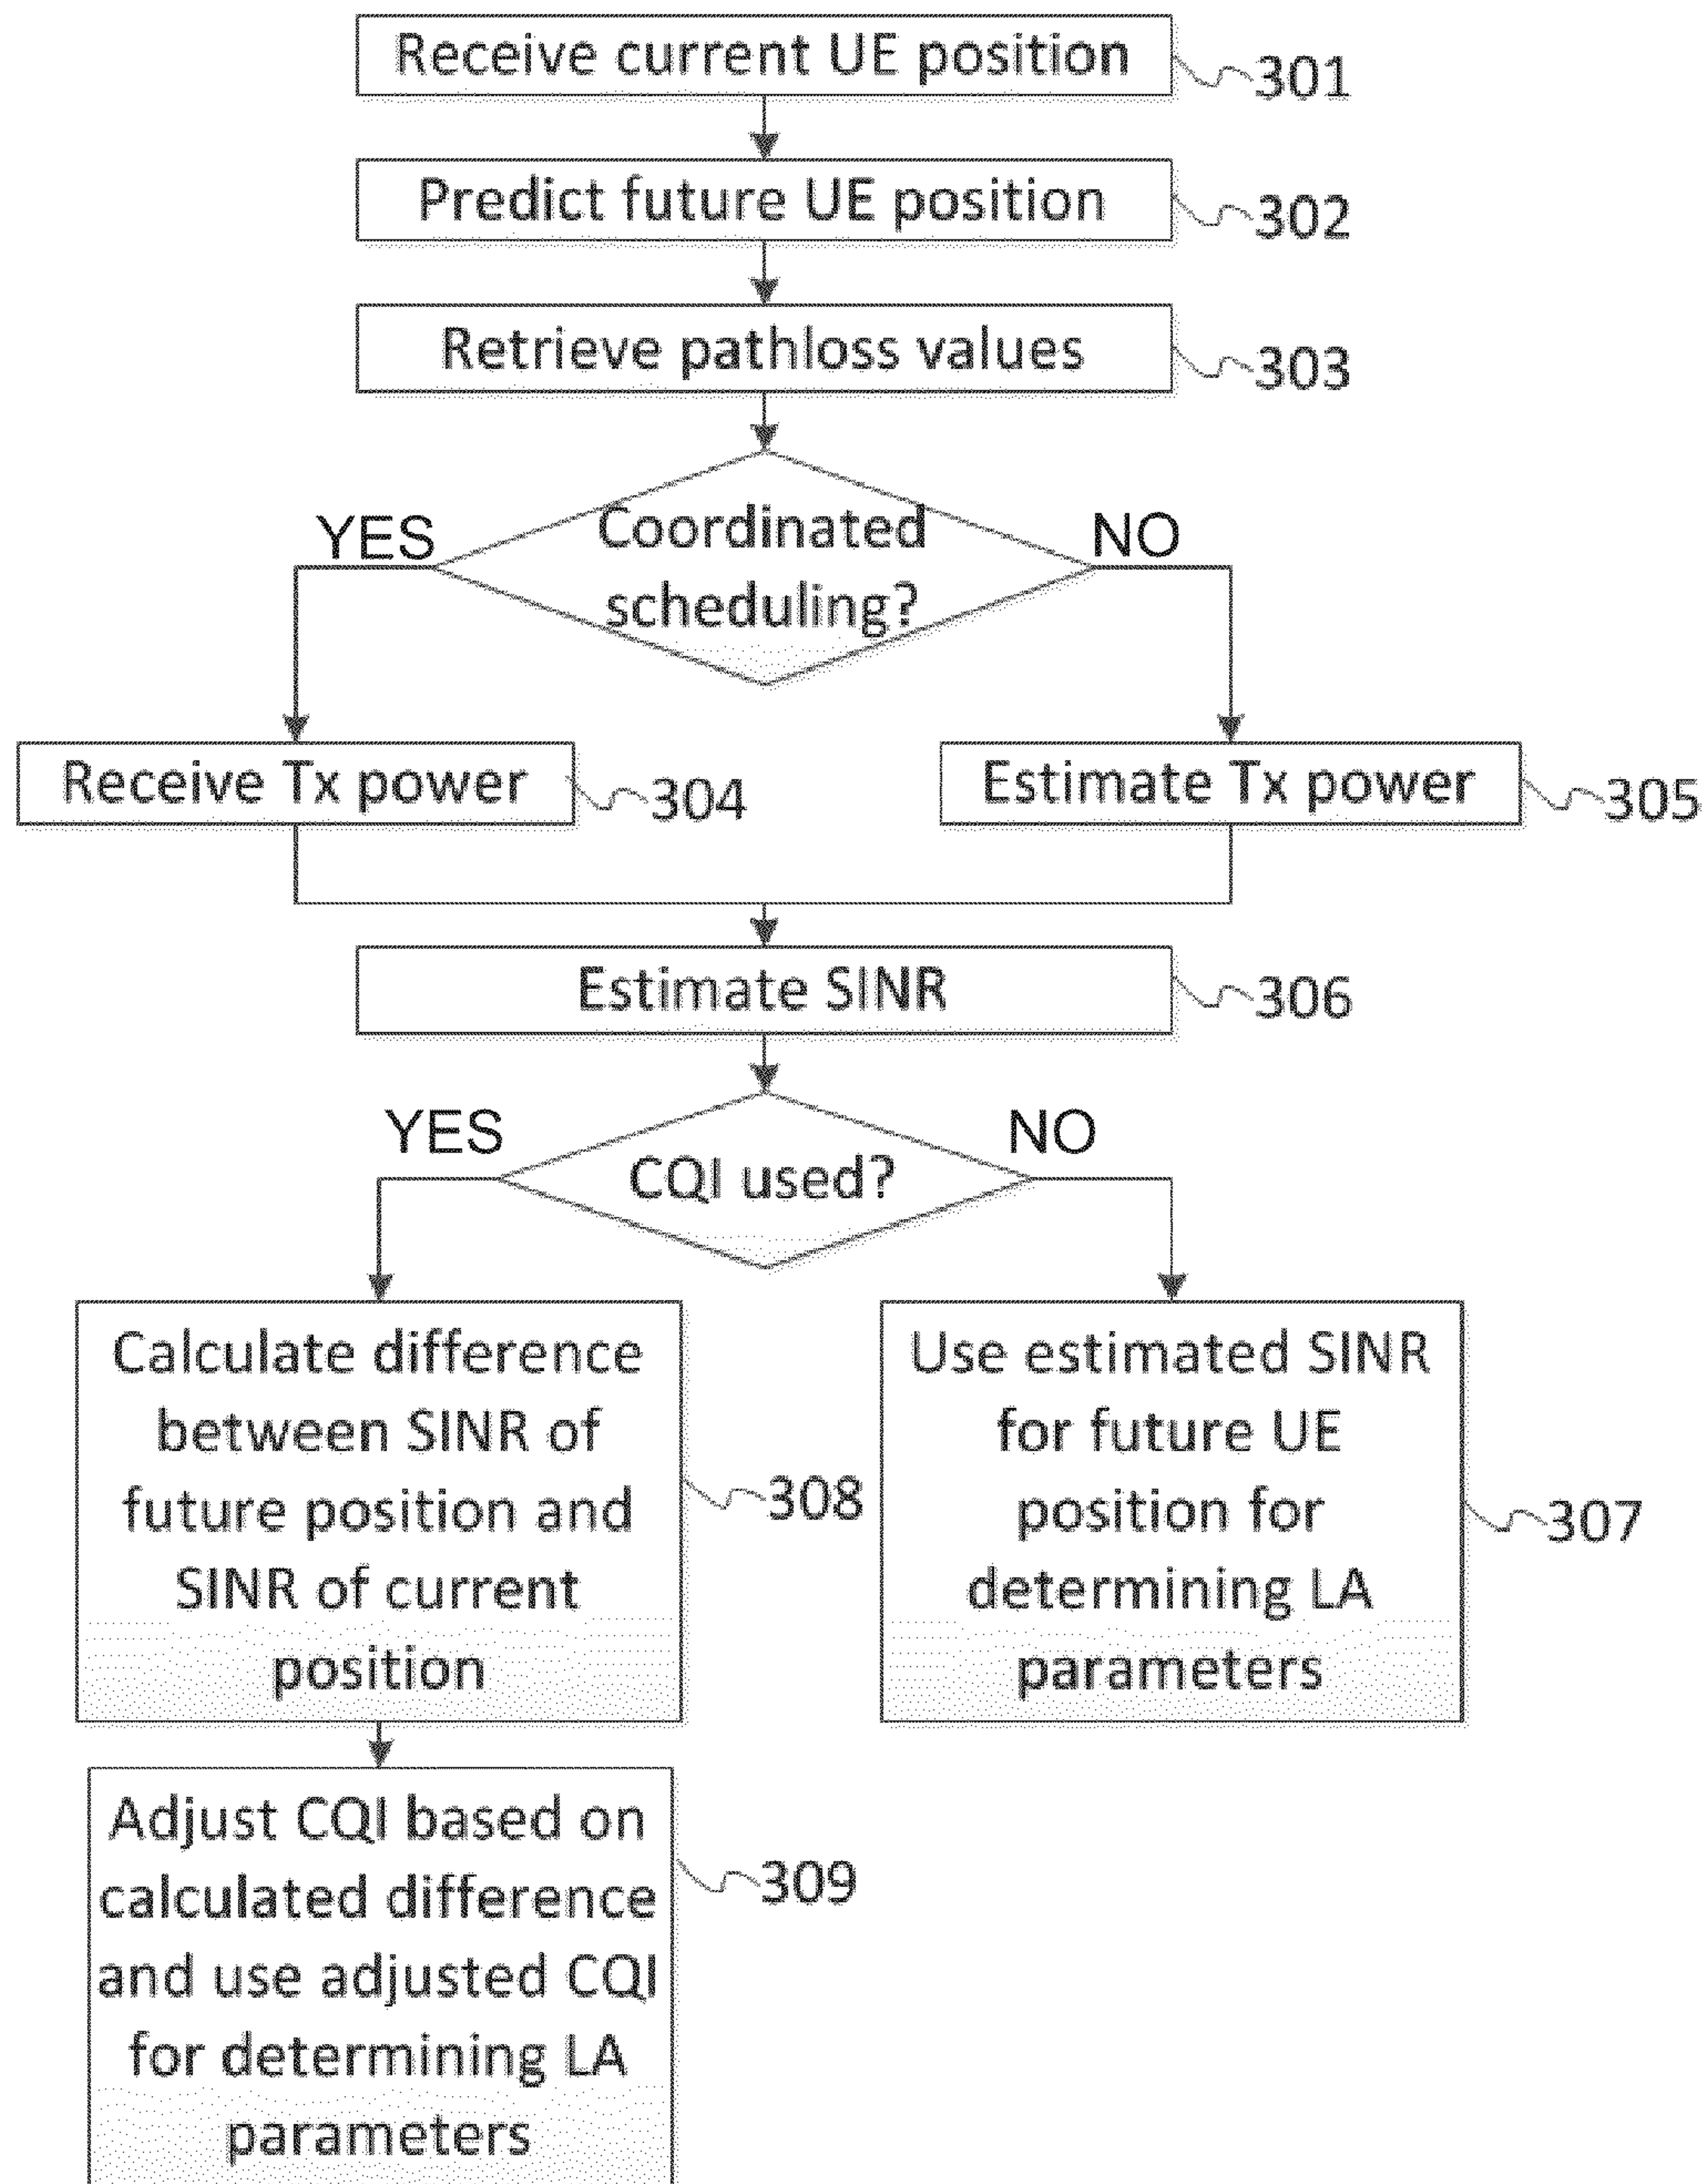 Receive current UE position
301
Predict future UE position
302
Retrieve pathloss values
303
Coordinated
scheduling?
YES
NO
Receive Tx power
304
Estimate Tx power
305
Estimate SINR
306
CQI used?
YES
NO
Calculate difference
between SINR of
future position and
SINR of current
position
308
Use estimated SINR
for future UE
position for
determining LA
parameters
307
Adjust CQI based on
calculated difference
and use adjusted CQI
for determining LA
parameters
309